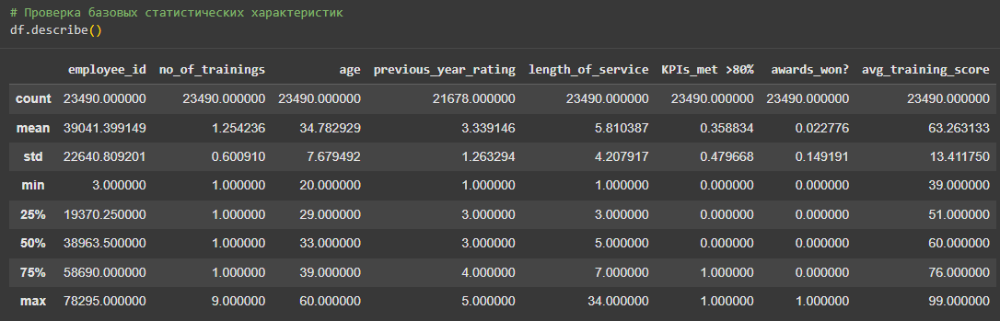 # Проверка базовых статистических характеристик
df.describe()
employee_id no_of_trainings age previous_year_rating length_of_service KPIs_met >80% awards_won? avg_training_score
count 23490.000000 23490.000000 23490.000000 21678.000000 23490.000000 23490.000000 23490.000000 23490.000000
mean 39041.399149 1.254236 34.782929 3.339146 5.810387 0.358834 0.022776 63.263133
std 22640.809201 0.600910 7.679492 1.263294 4.207917 0.479668 0.149191 13.411750
min 3.000000 1.000000 20.000000 1.000000 1.000000 0.000000 0.000000 39.000000
25% 19370.250000 1.000000 29.000000 3.000000 3.000000 0.000000 0.000000 51.000000
50% 38963.500000 1.000000 33.000000 3.000000 5.000000 0.000000 0.000000 60.000000
75% 58690.000000 1.000000 39.000000 4.000000 7.000000 1.000000 0.000000 76.000000
max 78295.000000 9.000000 60.000000 5.000000 34.000000 1.000000 1.000000 99.000000